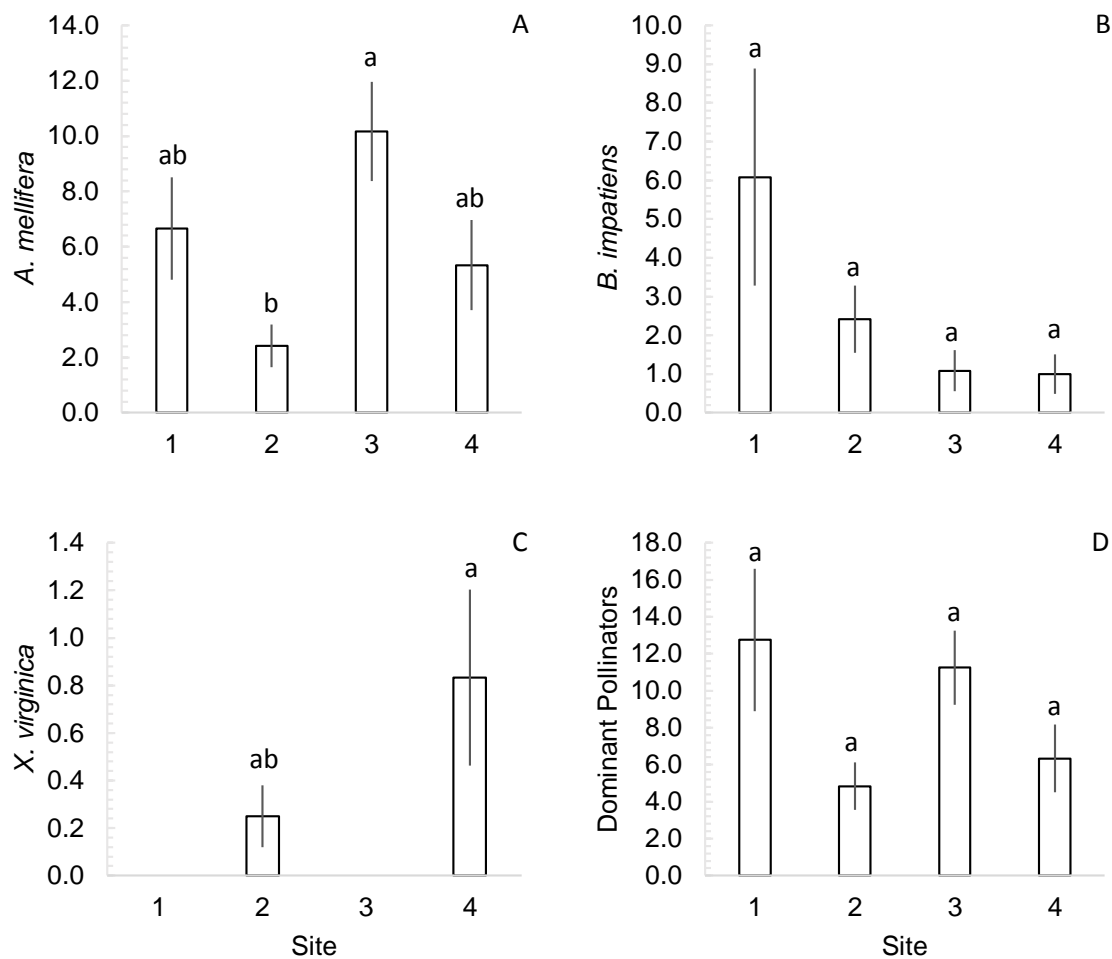 A
A. mellifera
14.0
12.0
10.0
8.0
6.0
4.0
2.0
0.0
ab
b
a
ab
1 2 3 4
B
B. impatiens
10.0
9.0
8.0
7.0
6.0
5.0
4.0
3.0
2.0
1.0
0.0
a
a
a
a
1 2 3 4
C
X. virginica
1.4
1.2
1.0
0.8
0.6
0.4
0.2
0.0
ab
a
1 2 3 4
Site
D
Dominant Pollinators
18.0
16.0
14.0
12.0
10.0
8.0
6.0
4.0
2.0
0.0
a
a
a
a
1 2 3 4
Site